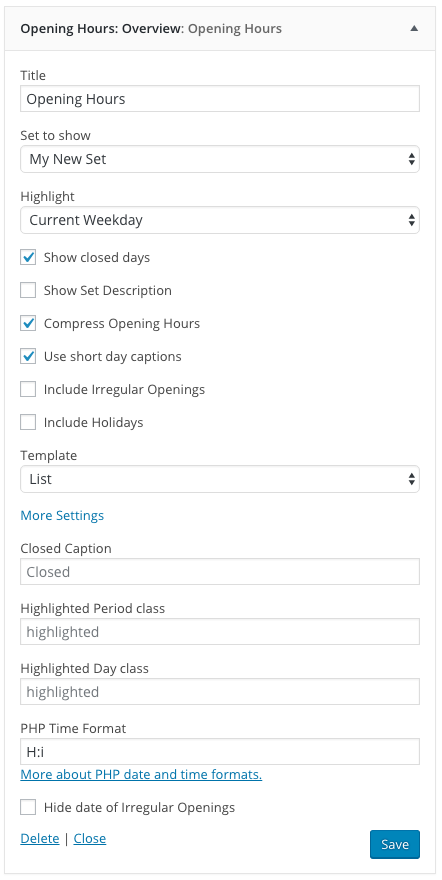 Opening Hours: Overview: Opening Hours
Title
Opening Hours
Set to show
My New Set
Highlight
Current Weekday
Show closed days
Show Set Description
Compress Opening Hours
Use short day captions
Include Irregular Openings
Include Holidays
Template
List
More Settings
Closed Caption
Closed
Highlighted Period class
highlighted
Highlighted Day class
highlighted
PHP Time Format
H:i
More about PHP date and time formats.
Hide date of Irregular Openings
Delete | Close
Save